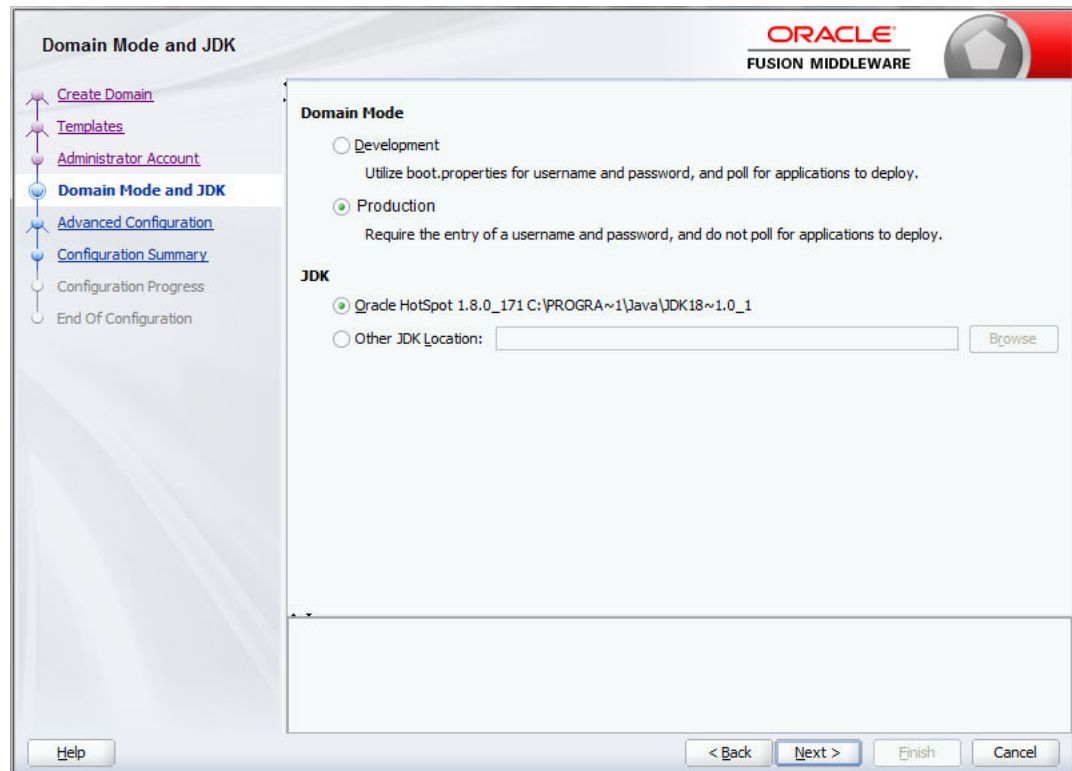 Domain Mode and JDK
ORACLE
FUSION MIDDLEWARE
Create Domain
Templates
Administrator Account
Domain Mode and JDK
Advanced Configuration
Configuration Summary
Configuration Progress
End Of Configuration
Domain Mode
Development
Utilize boot.properties for username and password, and poll for applications to deploy.
Production
Require the entry of a username and password, and do not poll for applications to deploy.
JDK
Oracle HotSpot 1.8.0_171 C:\PROGRA~1\Java\JDK18~1.0_1
Other JDK Location:
Browse
Help
< Back
Next >
Finish
Cancel